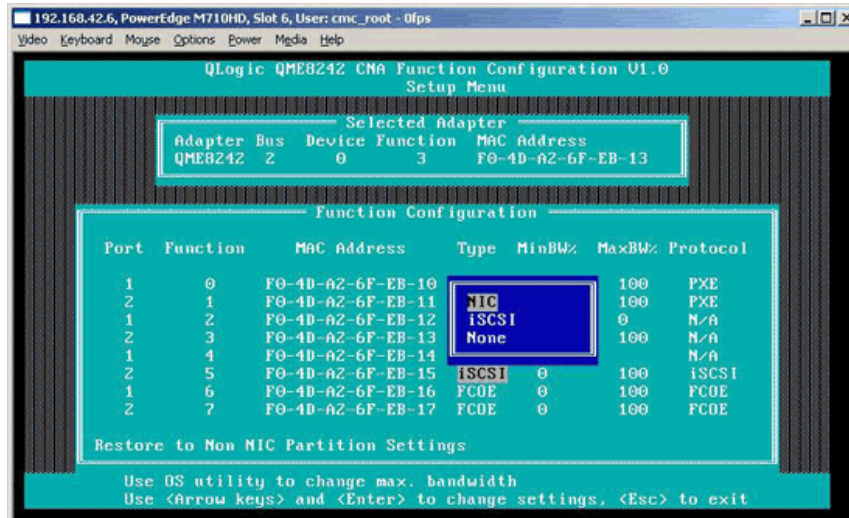 192.168.42.6, PowerEdge M710HD, Slot 6, User: cmc_root - 0fps
Video Keyboard Mouse Options Power Media Help
QLogic QME8242 CNA Function Configuration V1.0
Setup Menu
Selected Adapter
Adapter Bus Device Function MAC Address
QME8242 2 0 3 F0-4D-A2-6F-EB-13
Function Configuration
Port Function MAC Address Type MinBW% MaxBW% Protocol
1 0 F0-4D-A2-6F-EB-10 100 PXE
2 1 F0-4D-A2-6F-EB-11 NIC 100 PXE
1 2 F0-4D-A2-6F-EB-12 iSCSI 0 N/A
2 3 F0-4D-A2-6F-EB-13 None 100 N/A
1 4 F0-4D-A2-6F-EB-14 N/A
2 5 F0-4D-A2-6F-EB-15 iSCSI 0 100 iSCSI
1 6 F0-4D-A2-6F-EB-16 FCOE 0 100 FCOE
2 7 F0-4D-A2-6F-EB-17 FCOE 0 100 FCOE
Restore to Non NIC Partition Settings
Use OS utility to change max. bandwidth
Use <Arrow keys> and <Enter> to change settings, <Esc> to exit